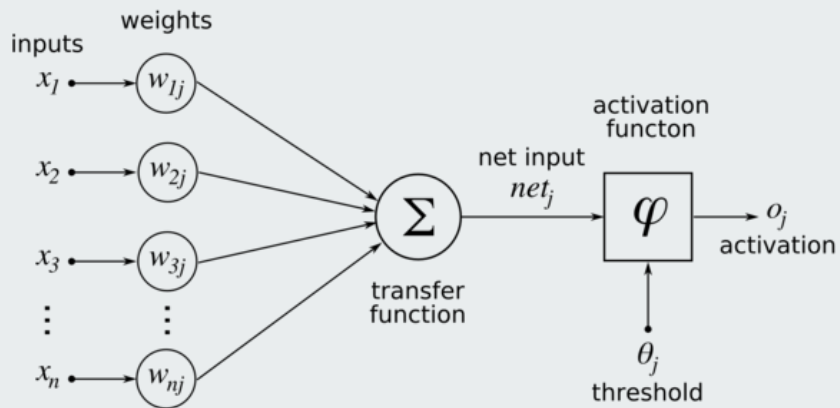 weights
inputs
x1 w1j
x2 w2j
x3 w3j
⋮ ⋮
xn wnj
Σ
transfer
function
net input
netj
activation
functon
φ
oj
activation
θj
threshold